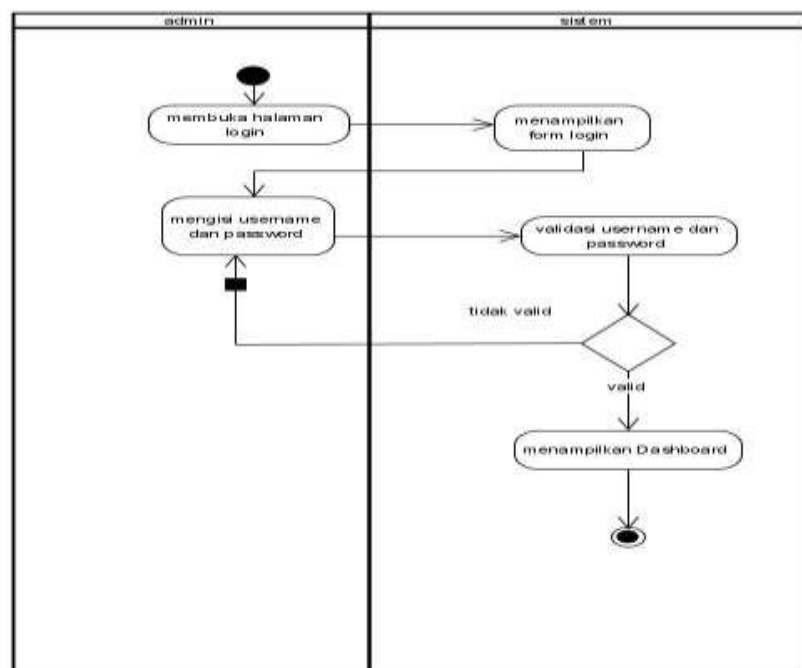 admin
sistem
membuka halaman
login
menampilkan
form login
mengisi username
dan password
validasi username dan
password
tidak valid
valid
menampilkan Dashboard